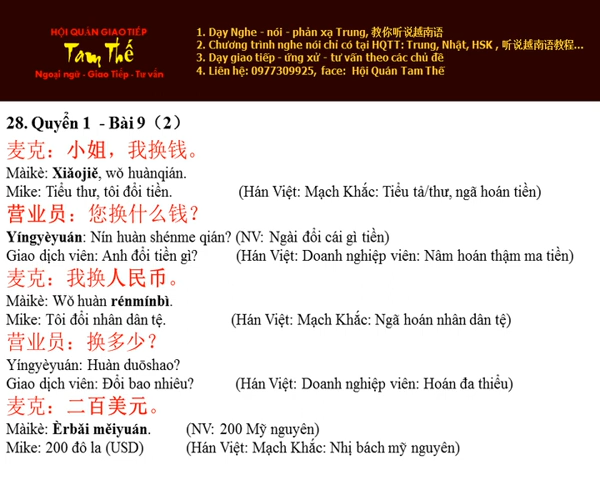 HỘI QUÁN GIAO TIẾP
Tam Thế
Ngoại ngữ - Giao Tiếp - Tư vấn
1. Dạy Nghe - nói - phản xạ Trung, 教你听说越南语
2. Chương trình nghe nói chỉ có tại HQTT: Trung, Nhật, HSK , 听说越南语教程...
3. Dạy giao tiếp - ứng xử - tư vấn theo các chủ đề
4. Liên hệ: 0977309925, face: Hội Quán Tam Thế
28. Quyển 1 - Bài 9（2）
麦克：小姐，我换钱。
Màikè: Xiǎojiě, wǒ huànqián.
Mike: Tiểu thư, tôi đổi tiền. (Hán Việt: Mạch Khắc: Tiểu tả/thư, ngã hoán tiền)
营业员：您换什么钱？
Yíngyèyuán: Nín huàn shénme qián? (NV: Ngài đổi cái gì tiền)
Giao dịch viên: Anh đổi tiền gì? (Hán Việt: Doanh nghiệp viên: Nâm hoán thậm ma tiền)
麦克：我换人民币。
Màikè: Wǒ huàn rénmínbì.
Mike: Tôi đổi nhân dân tệ. (Hán Việt: Mạch Khắc: Ngã hoán nhân dân tệ)
营业员：换多少？
Yíngyèyuán: Huàn duōshao?
Giao dịch viên: Đổi bao nhiêu? (Hán Việt: Doanh nghiệp viên: Hoán đa thiểu)
麦克：二百美元。
Màikè: Èrbǎi měiyuán. (NV: 200 Mỹ nguyên)
Mike: 200 đô la (USD) (Hán Việt: Mạch Khắc: Nhị bách mỹ nguyên)